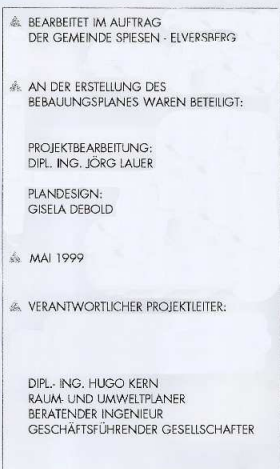 BEARBEITET IM AUFTRAG
DER GEMEINDE SPIESEN - ELVERSBERG
AN DER ERSTELLUNG DES
BEBAUUNGSPLANES WAREN BETEILIGT:
PROJEKTBEARBEITUNG:
DIPL. ING. JÖRG LAUER
PLANDESIGN:
GISELA DEBOLD
MAI 1999
VERANTWORTLICHER PROJEKTLEITER:
DIPL.- ING. HUGO KERN
RAUM- UND UMWELTPLANER
BERATENDER INGENIEUR
GESCHÄFTSFÜHRENDER GESELLSCHAFTER